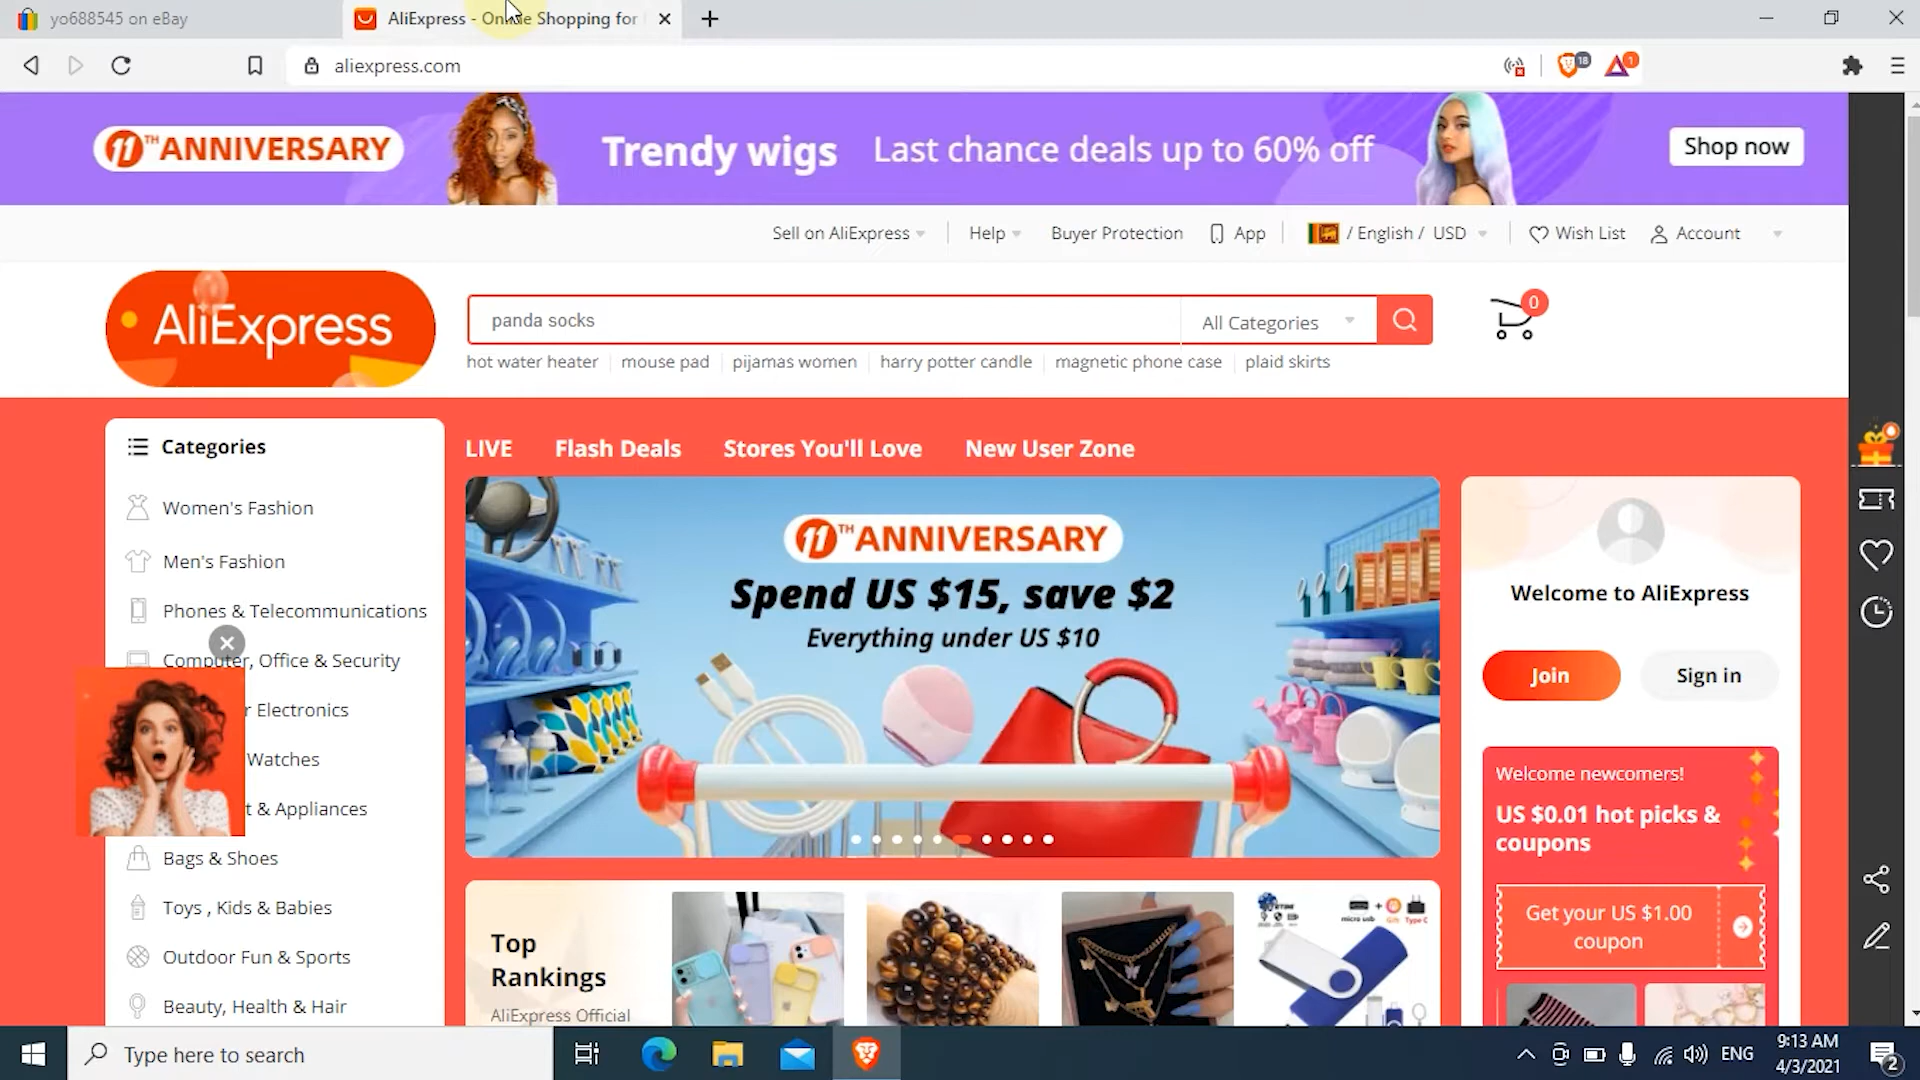 yo688545 on eBay
AliExpress - Online Shopping for
aliexpress.com
18
1
11TH ANNIVERSARY
Trendy wigs
Last chance deals up to 60% off
Shop now
Sell on AliExpress
Help
Buyer Protection
App
/ English / USD
Wish List
Account
AliExpress
panda socks
All Categories
0
hot water heater
mouse pad
pijamas women
harry potter candle
magnetic phone case
plaid skirts
Categories
LIVE
Flash Deals
Stores You'll Love
New User Zone
Women's Fashion
Men's Fashion
Phones & Telecommunications
Computer, Office & Security
r Electronics
Watches
t & Appliances
Bags & Shoes
Toys , Kids & Babies
Outdoor Fun & Sports
Beauty, Health & Hair
11TH ANNIVERSARY
Spend US $15, save $2
Everything under US $10
Welcome to AliExpress
Join
Sign in
Welcome newcomers!
US $0.01 hot picks &
coupons
Get your US $1.00
coupon
Top
Rankings
AliExpress Official
micro usb
Type C
Type here to search
ENG
9:13 AM
4/3/2021
2